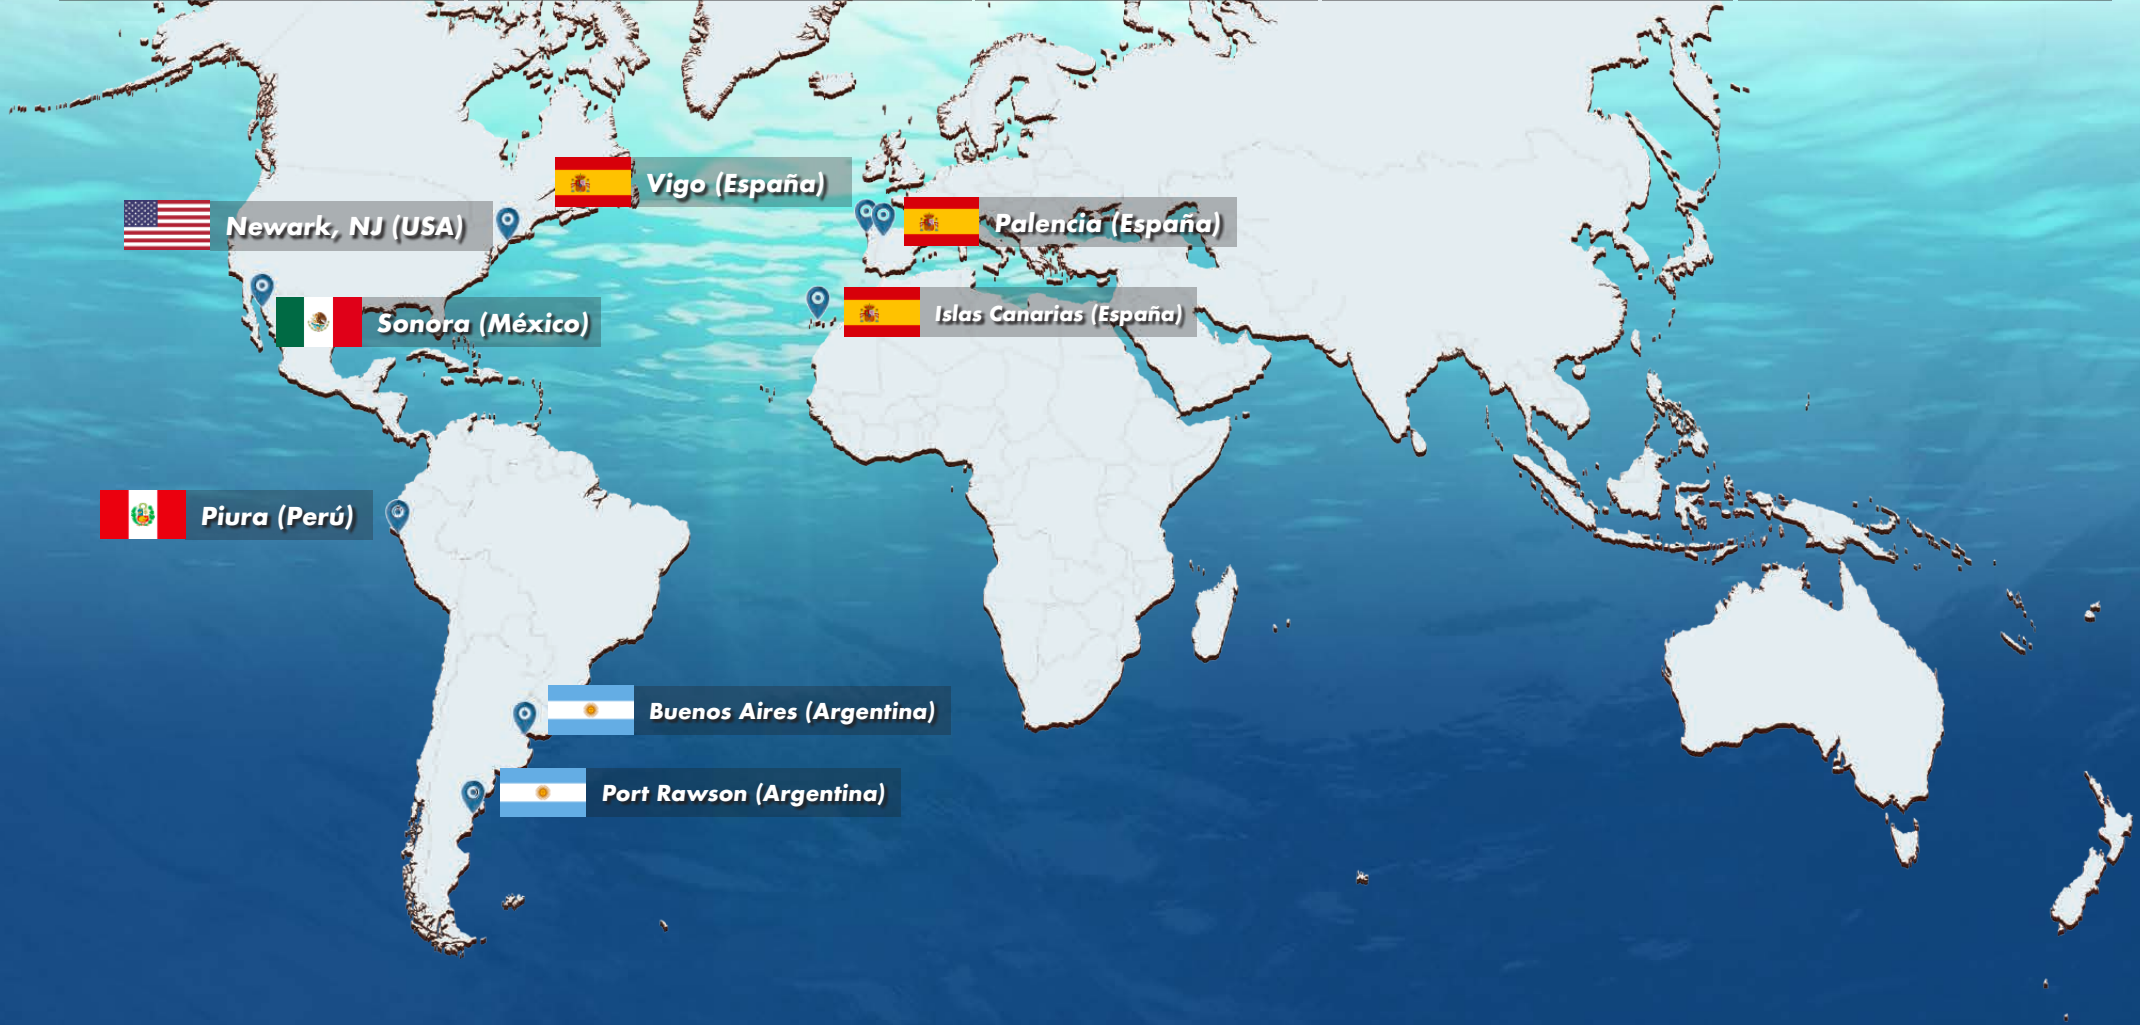 Vigo (España)
Newark, NJ (USA)
Palencia (España)
Sonora (México)
Islas Canarias (España)
Piura (Perú)
Buenos Aires (Argentina)
Port Rawson (Argentina)